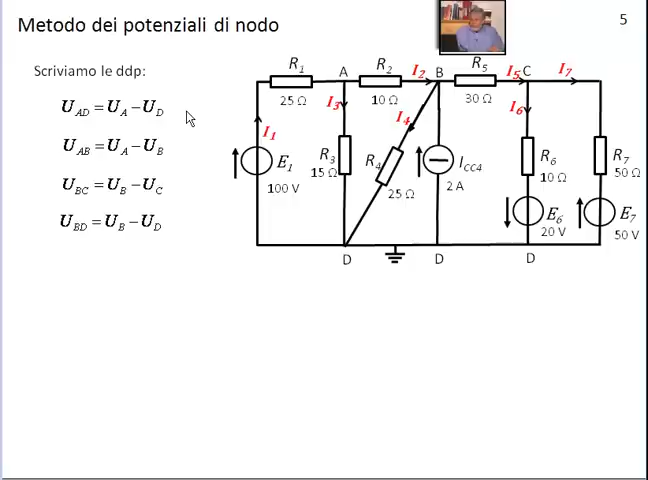 Metodo dei potenziali di nodo
5
Scriviamo le ddp:
U_AD = U_A − U_D
U_AB = U_A − U_B
U_BC = U_B − U_C
U_BD = U_B − U_D
R1 A R2 I2 B R5 I5 C I7
25 Ω I3 10 Ω 30 Ω I6
I1 I4
E1 R3 R4 ICC4 R6 R7
100 V 15 Ω 25 Ω 2 A 10 Ω 50 Ω
E6 E7
20 V 50 V
D D D